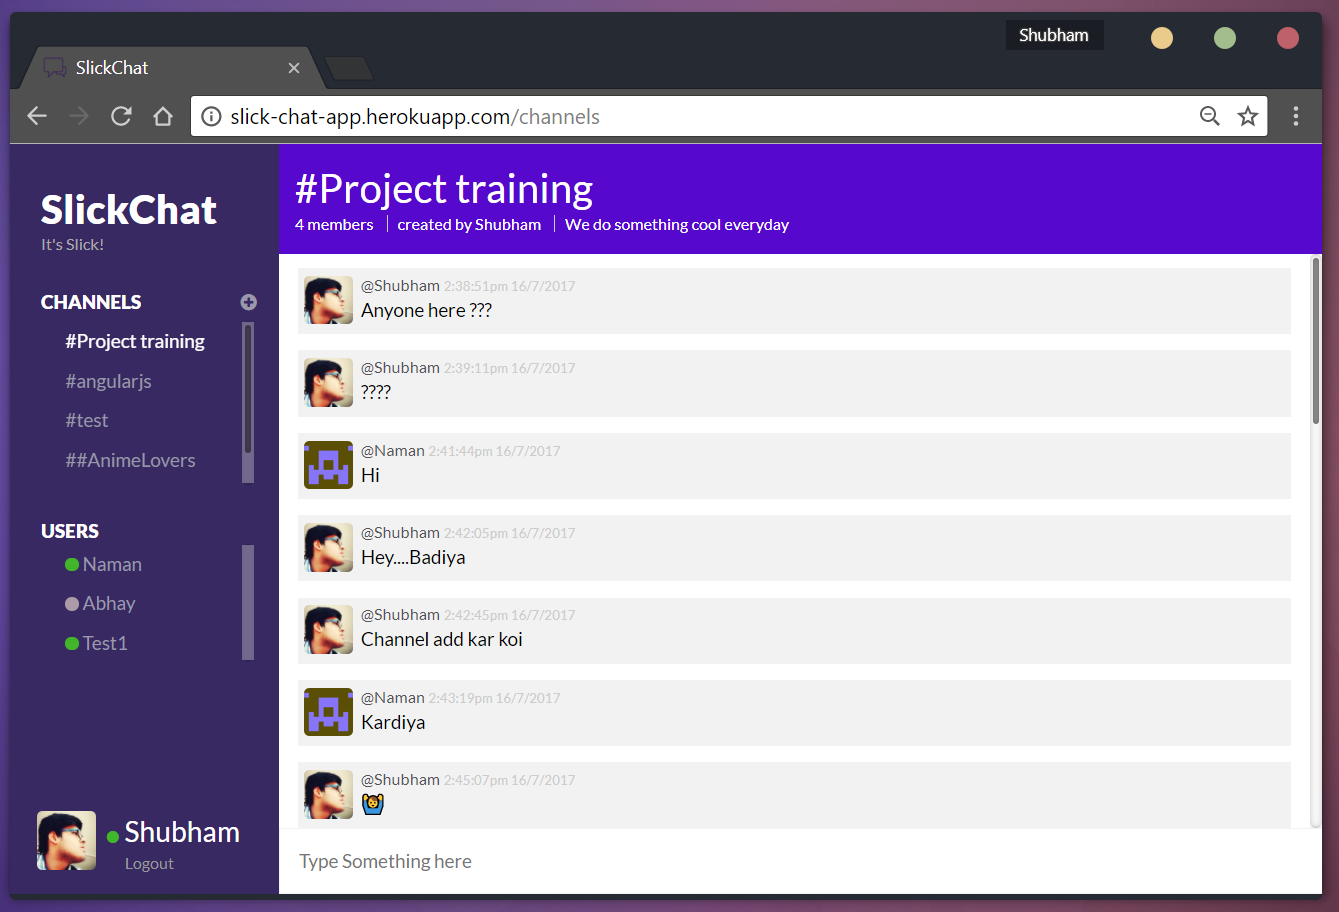 Shubham
SlickChat
slick-chat-app.herokuapp.com/channels
SlickChat
It's Slick!
CHANNELS
#Project training
#angularjs
#test
##AnimeLovers
USERS
Naman
Abhay
Test1
Shubham
Logout
#Project training
4 members | created by Shubham | We do something cool everyday
@Shubham 2:38:51pm 16/7/2017
Anyone here ???
@Shubham 2:39:11pm 16/7/2017
????
@Naman 2:41:44pm 16/7/2017
Hi
@Shubham 2:42:05pm 16/7/2017
Hey....Badiya
@Shubham 2:42:45pm 16/7/2017
Channel add kar koi
@Naman 2:43:19pm 16/7/2017
Kardiya
@Shubham 2:45:07pm 16/7/2017
🙆‍♂️
Type Something here